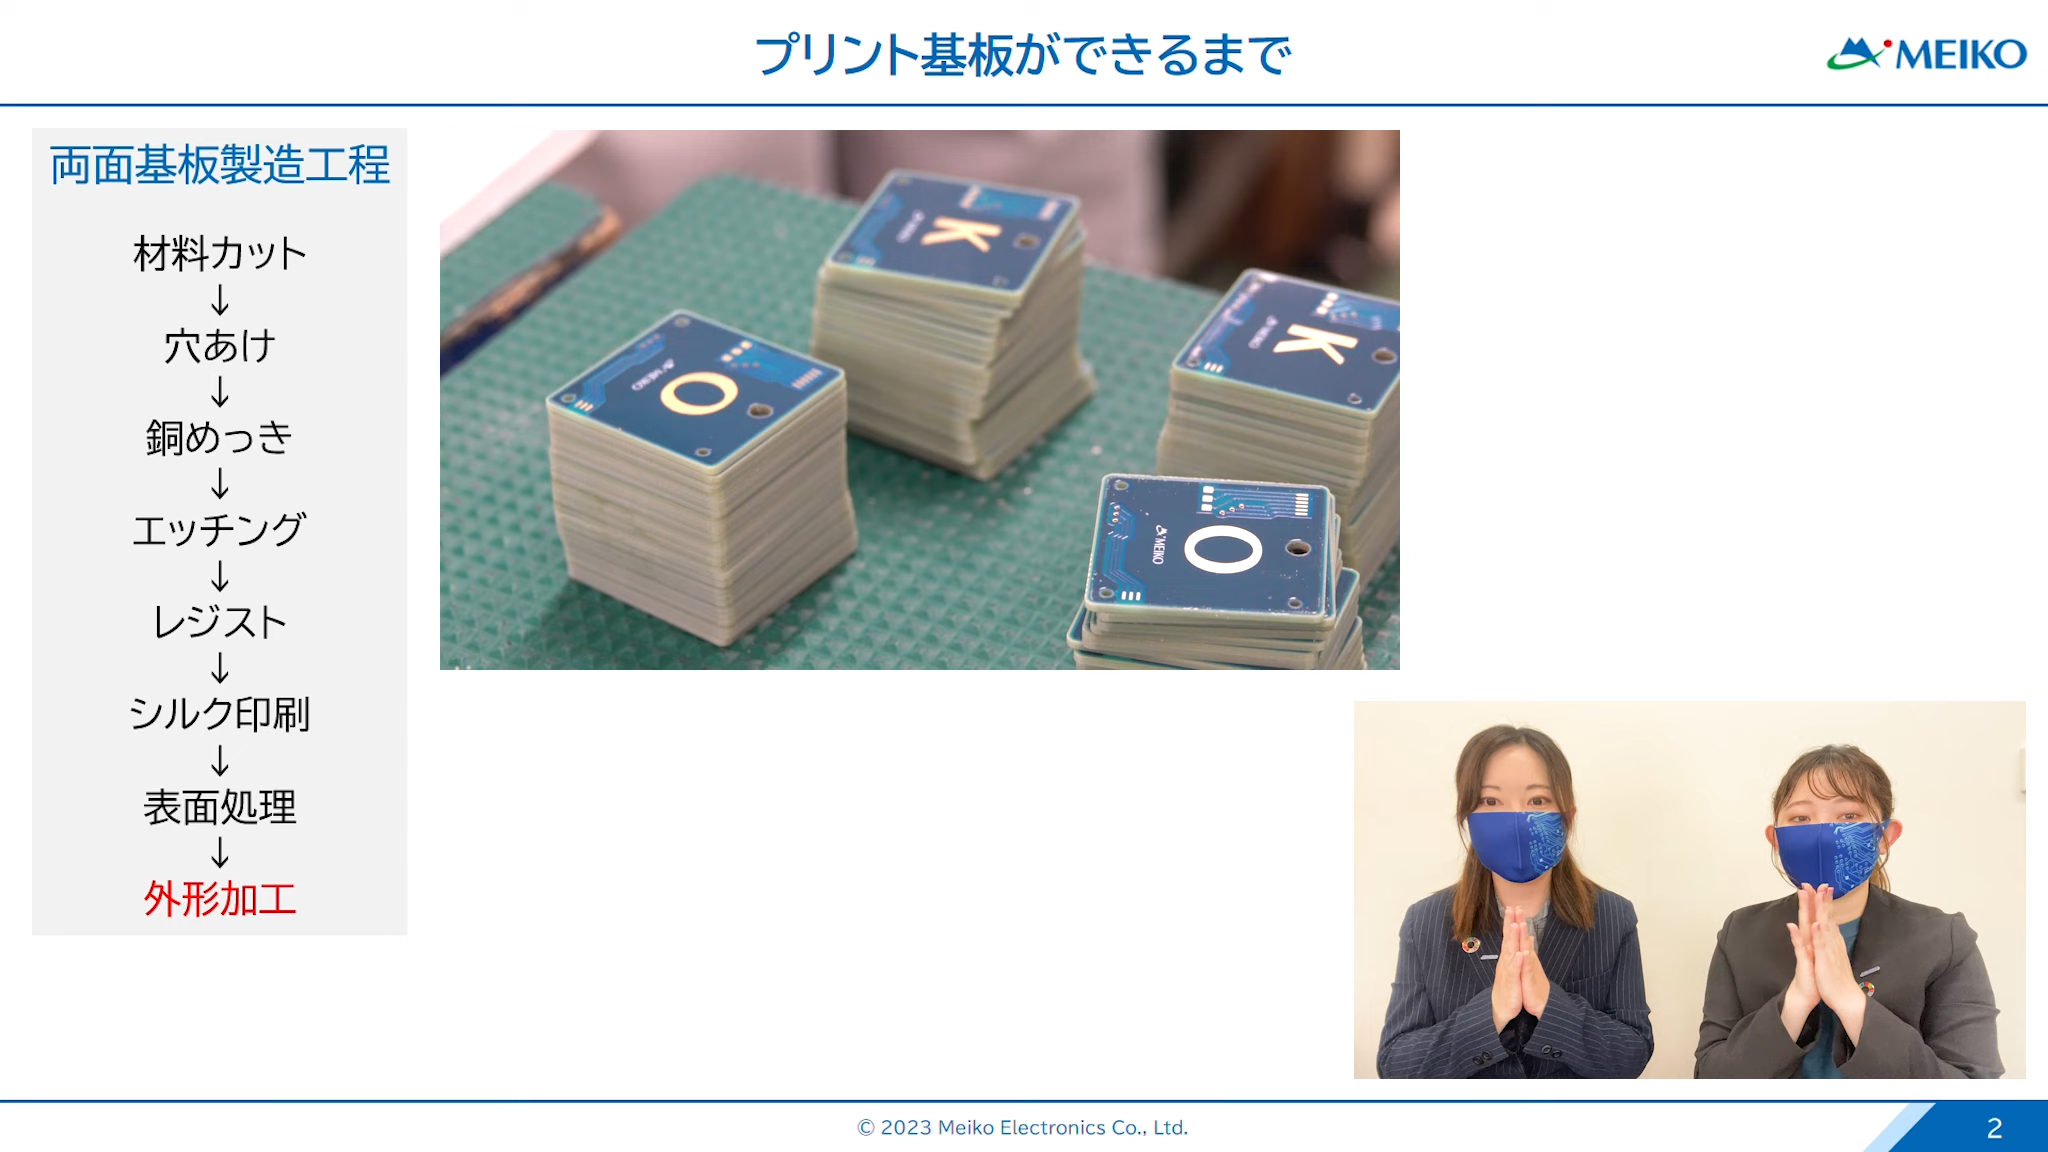 プリント基板ができるまで
MEIKO
両面基板製造工程
材料カット
↓
穴あけ
↓
銅めっき
↓
エッチング
↓
レジスト
↓
シルク印刷
↓
表面処理
↓
外形加工
K
K
O
O
MEIKO
© 2023 Meiko Electronics Co., Ltd.
2